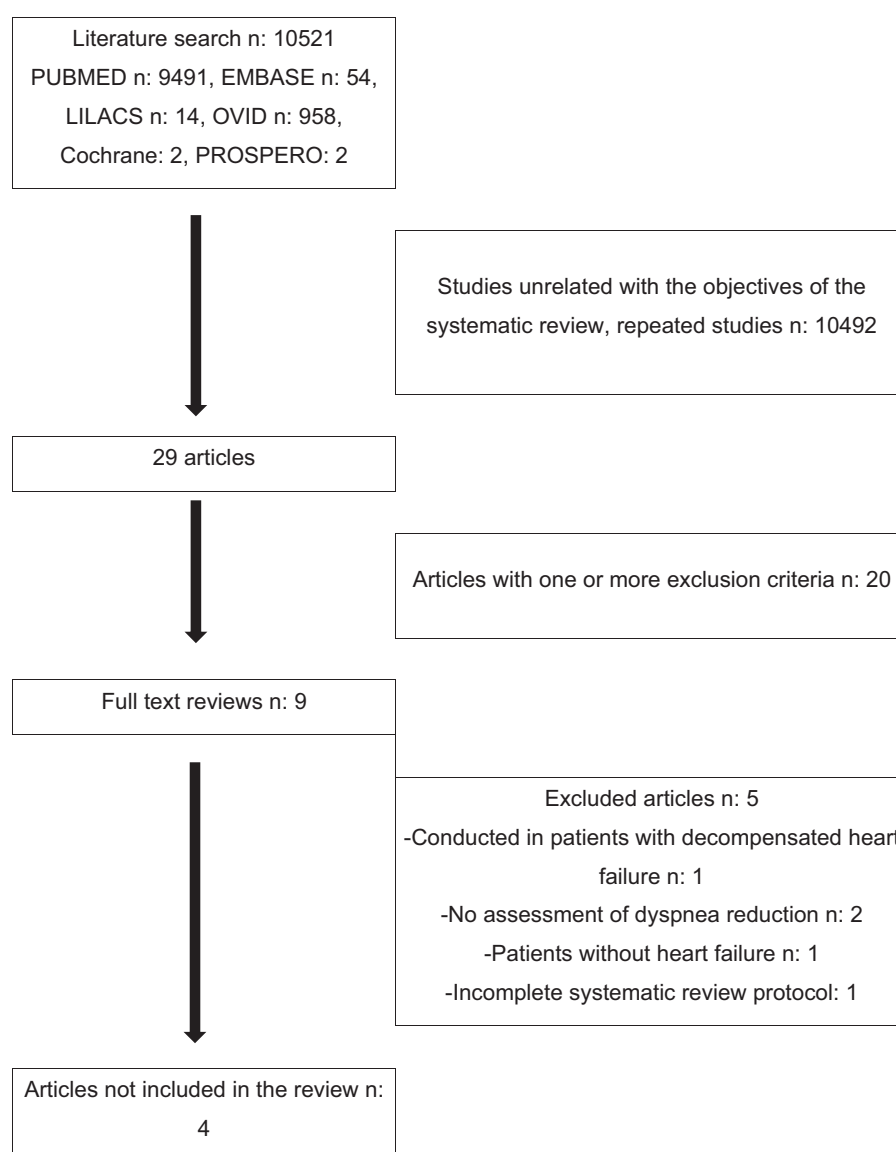 Literature search n: 10521
PUBMED n: 9491, EMBASE n: 54,
LILACS n: 14, OVID n: 958,
Cochrane: 2, PROSPERO: 2
Studies unrelated with the objectives of the
systematic review, repeated studies n: 10492
29 articles
Articles with one or more exclusion criteria n: 20
Full text reviews n: 9
Excluded articles n: 5
-Conducted in patients with decompensated heart
failure n: 1
-No assessment of dyspnea reduction n: 2
-Patients without heart failure n: 1
-Incomplete systematic review protocol: 1
Articles not included in the review n:
4